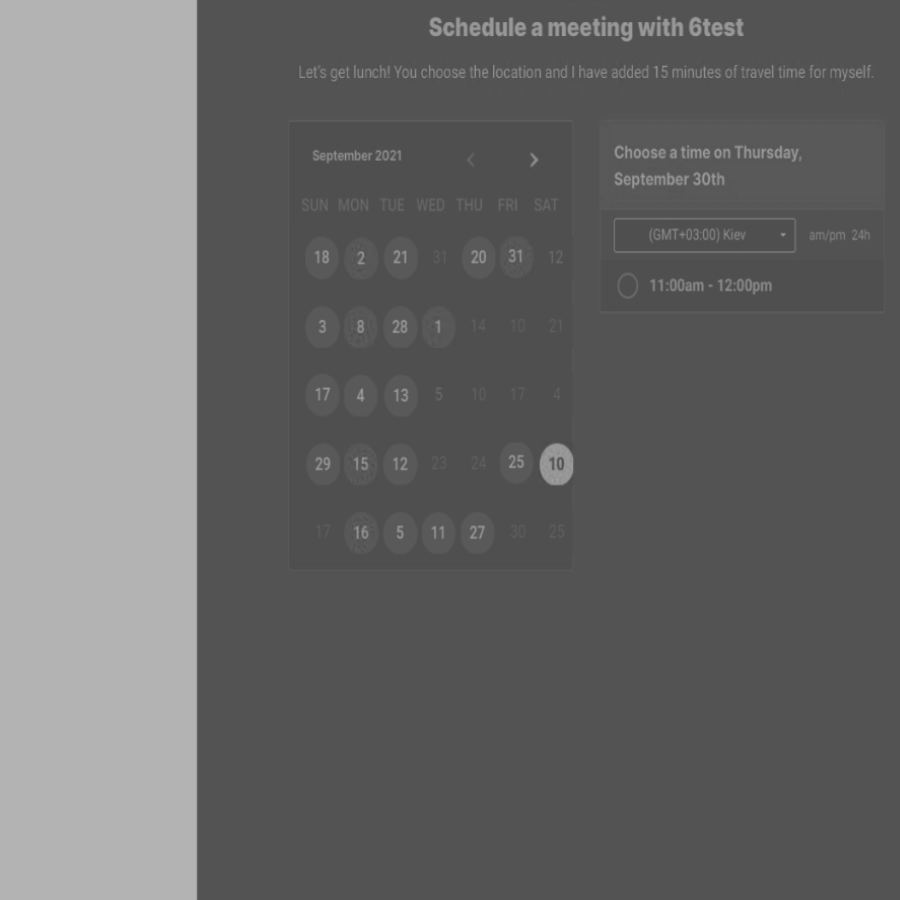 Schedule a meeting with 6test
Let's get lunch! You choose the location and I have added 15 minutes of travel time for myself.
September 2021
SUN MON TUE WED THU FRI SAT
18 2 21 31 20 31 12
3 8 28 1 14 10 21
17 4 13 5 10 17 4
29 15 12 23 24 25 10
17 16 5 11 27 30 25
Choose a time on Thursday,
September 30th
(GMT+03:00) Kiev am/pm 24h
11:00am - 12:00pm